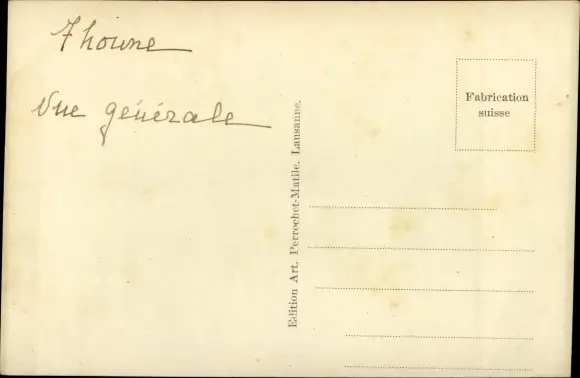 Thoune
Vue générale
Edition Art. Perrochet-Matile, Lausanne.
Fabrication
suisse